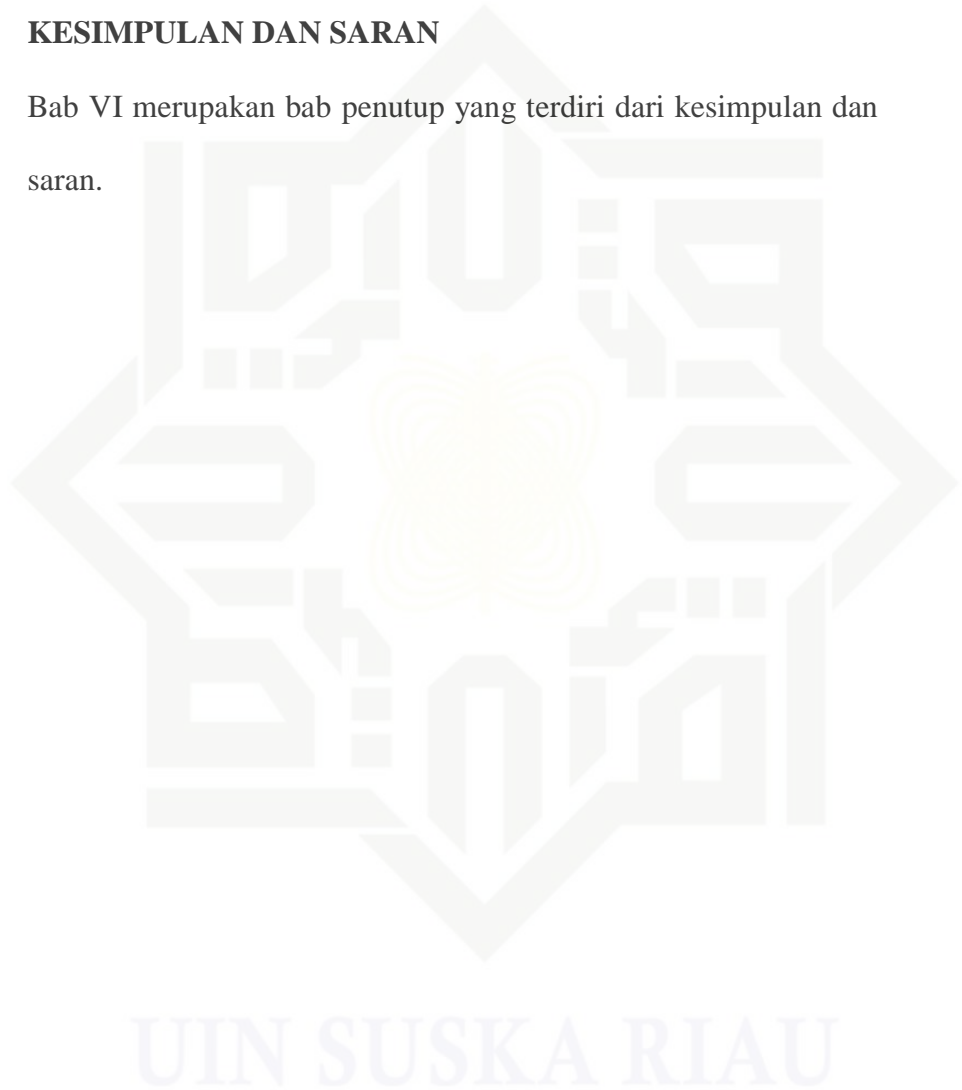 KESIMPULAN DAN SARAN
Bab VI merupakan bab penutup yang terdiri dari kesimpulan dan
saran.
UIN SUSKA RIAU